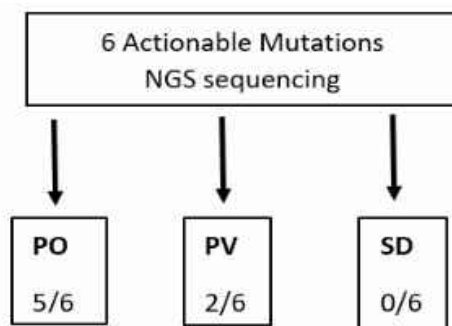 6 Actionable Mutations
NGS sequencing
PO
5/6
PV
2/6
SD
0/6